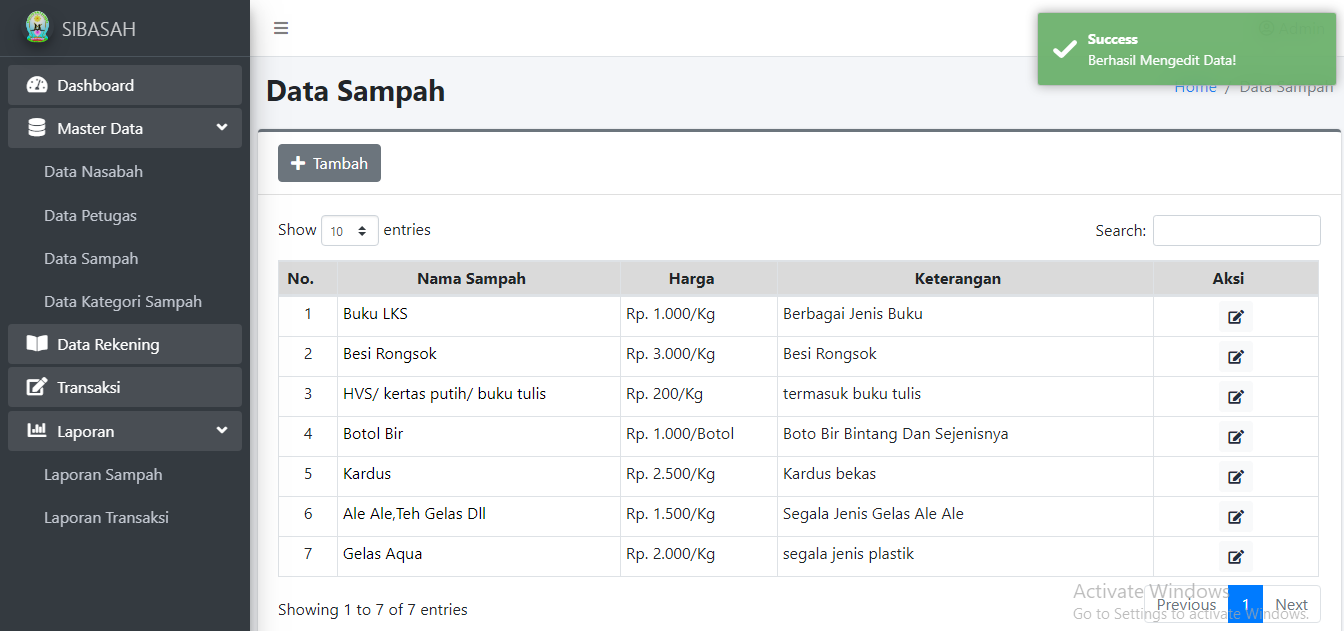 SIBASAH
Dashboard
Master Data
Data Nasabah
Data Petugas
Data Sampah
Data Kategori Sampah
Data Rekening
Transaksi
Laporan
Laporan Sampah
Laporan Transaksi
Success
Berhasil Mengedit Data!
Data Sampah
Home / Data Sampah
Tambah
Show 10 entries
Search:
No. Nama Sampah Harga Keterangan Aksi
1 Buku LKS Rp. 1.000/Kg Berbagai Jenis Buku
2 Besi Rongsok Rp. 3.000/Kg Besi Rongsok
3 HVS/ kertas putih/ buku tulis Rp. 200/Kg termasuk buku tulis
4 Botol Bir Rp. 1.000/Botol Boto Bir Bintang Dan Sejenisnya
5 Kardus Rp. 2.500/Kg Kardus bekas
6 Ale Ale,Teh Gelas Dll Rp. 1.500/Kg Segala Jenis Gelas Ale Ale
7 Gelas Aqua Rp. 2.000/Kg segala jenis plastik
Showing 1 to 7 of 7 entries
Previous 1 Next
Activate Windows
Go to Settings to activate Windows.